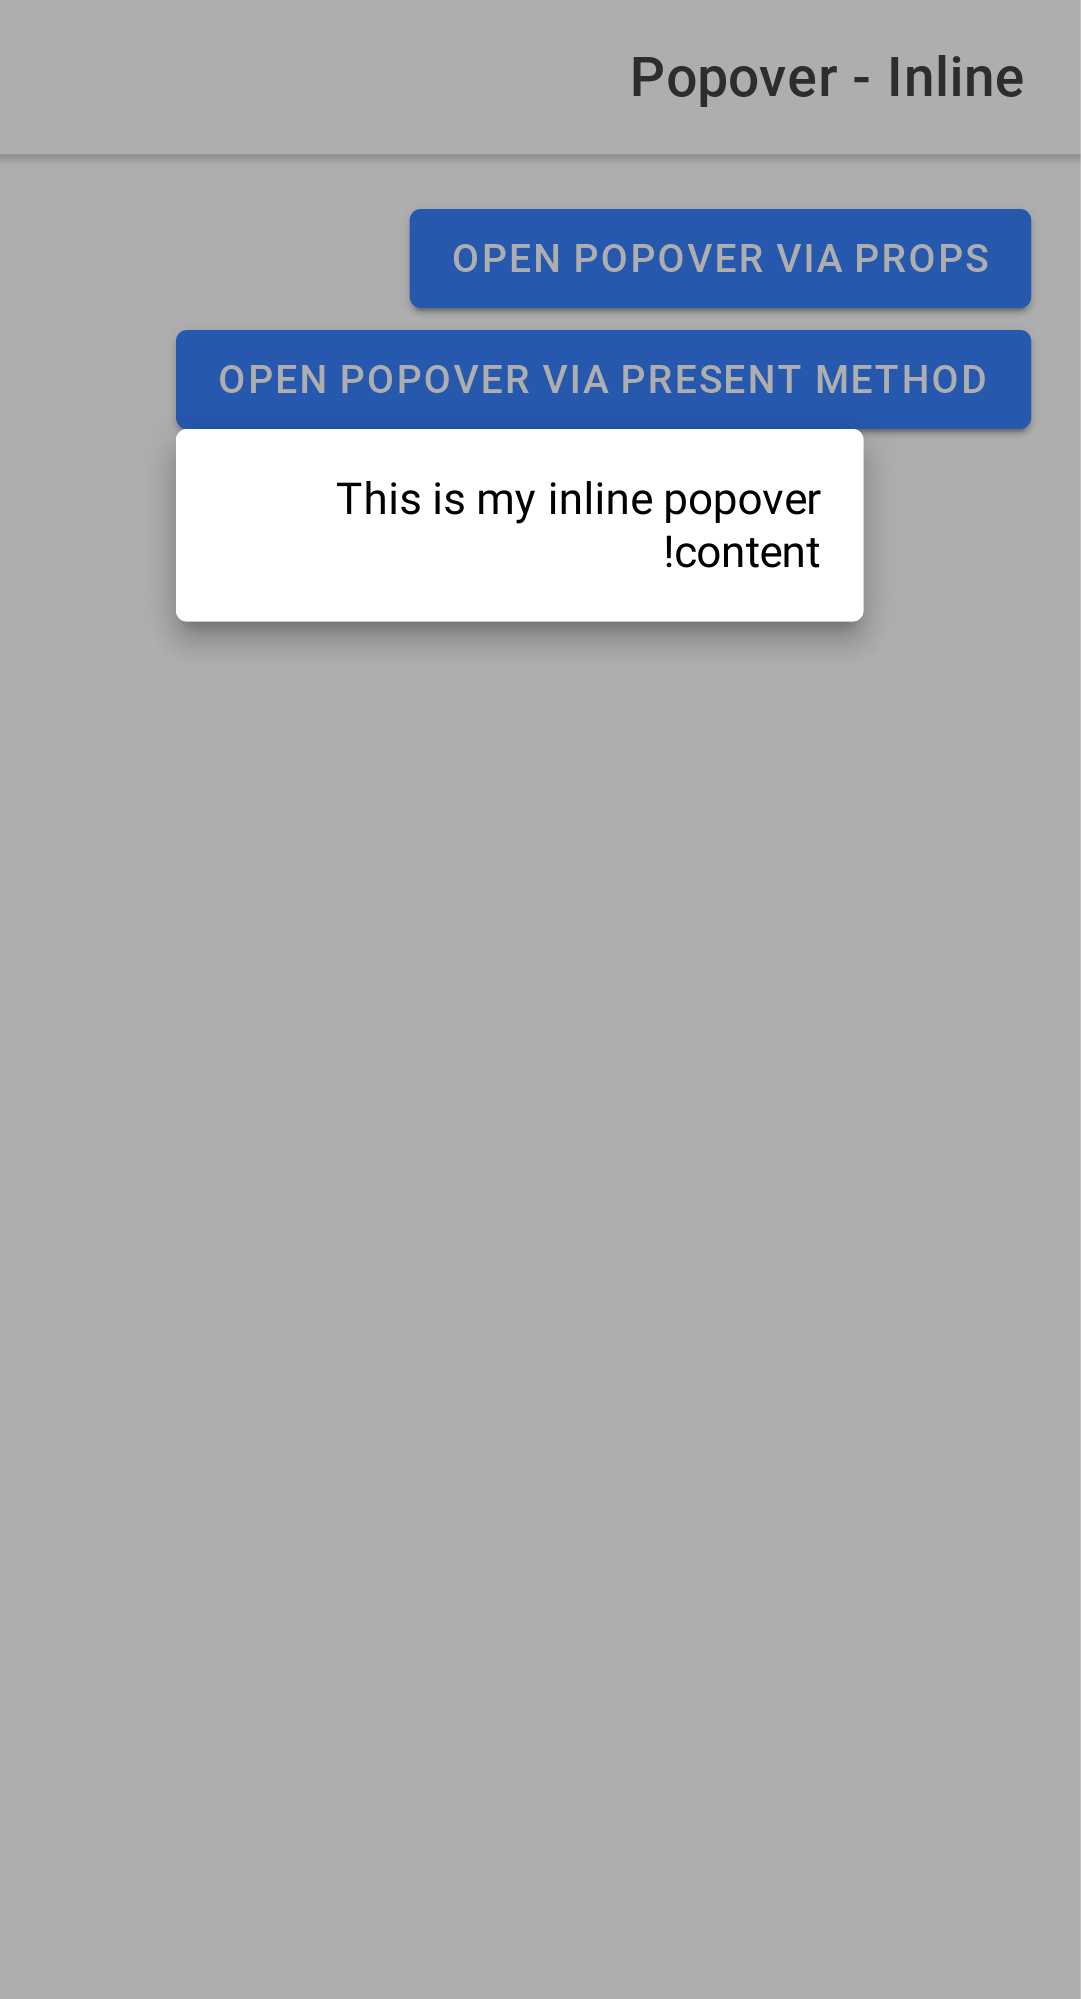 Popover - Inline
OPEN POPOVER VIA PROPS
OPEN POPOVER VIA PRESENT METHOD
This is my inline popover
!content